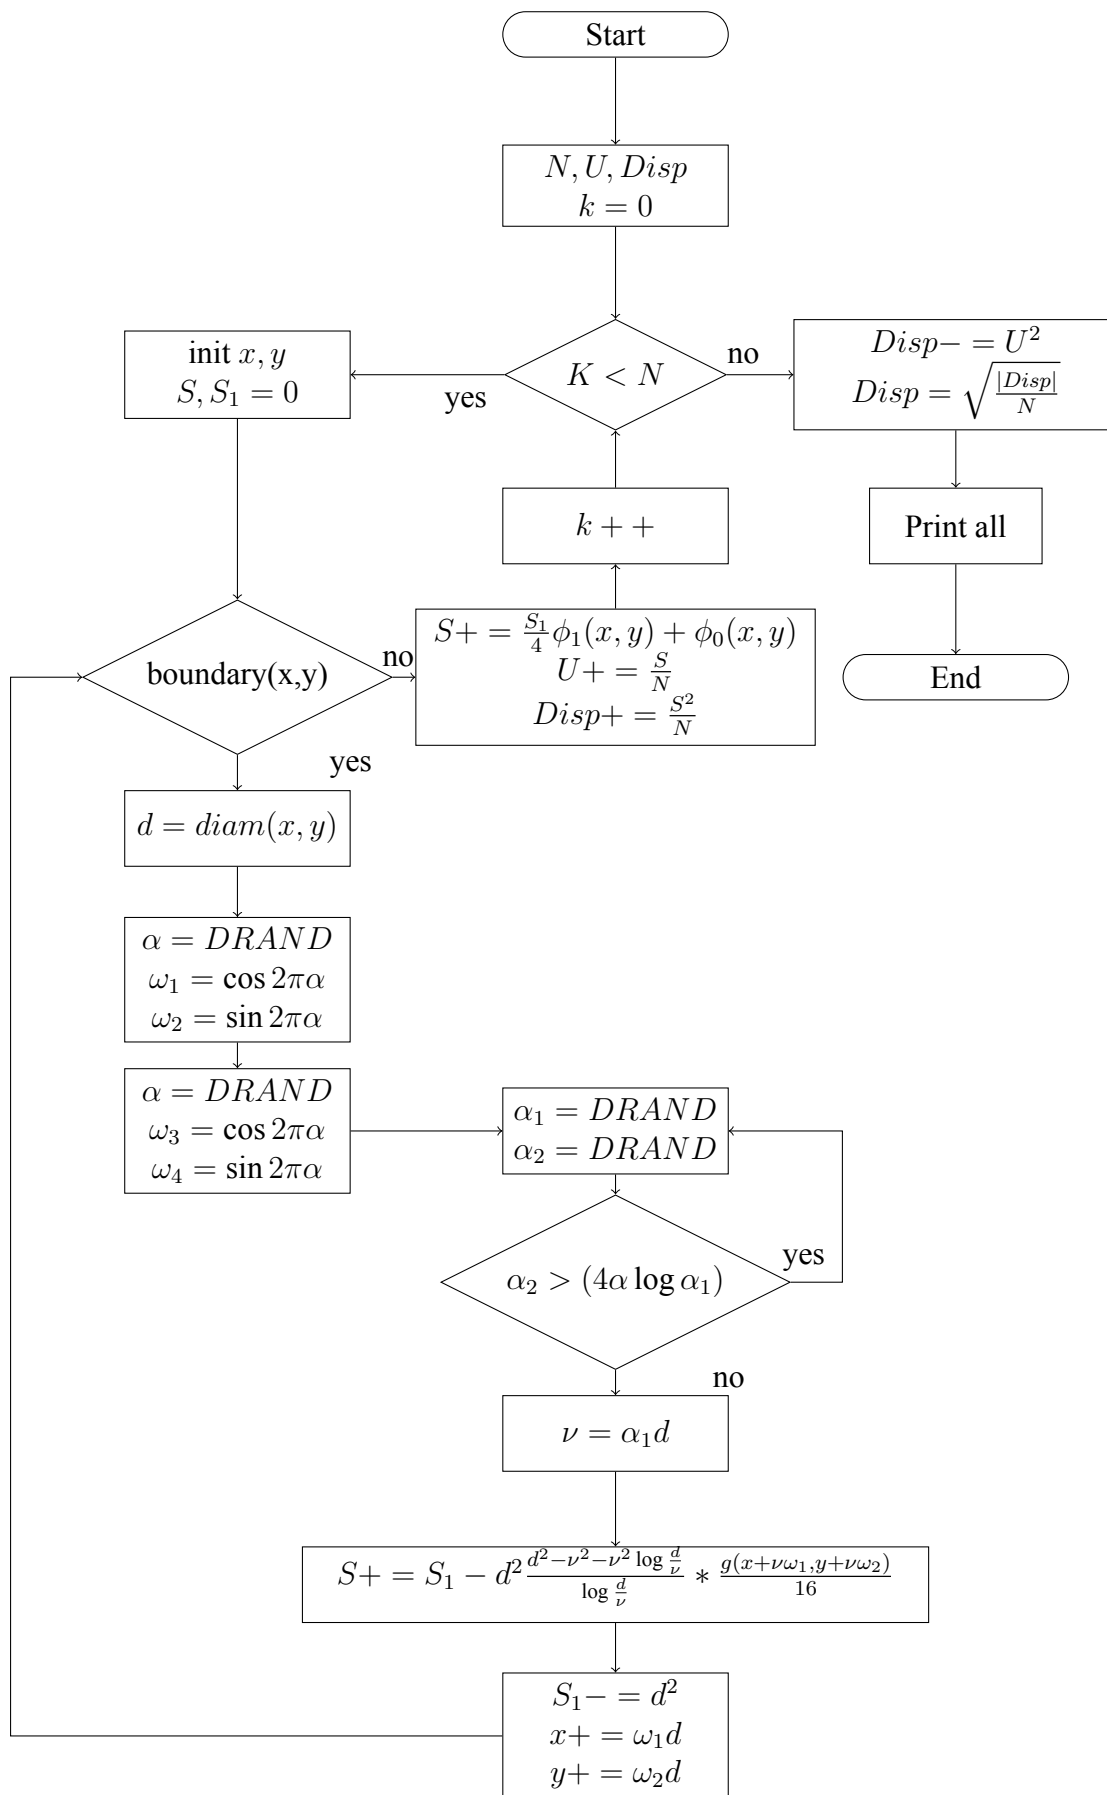 Start
N, U, Disp
k = 0
init x, y
S, S₁ = 0
yes
K < N
no
Disp− = U²
Disp = √(|Disp|/N)
k + +
Print all
boundary(x,y)
no
S+ = S₁/4 ϕ₁(x, y) + ϕ₀(x, y)
U+ = S/N
Disp+ = S²/N
End
yes
d = diam(x, y)
α = DRAND
ω₁ = cos 2πα
ω₂ = sin 2πα
α = DRAND
ω₃ = cos 2πα
ω₄ = sin 2πα
α₁ = DRAND
α₂ = DRAND
α₂ > (4α log α₁)
yes
no
ν = α₁d
S+ = S₁ − d² (d²−ν²−ν² log d/ν)/(log d/ν) ∗ g(x+νω₁,y+νω₂)/16
S₁− = d²
x+ = ω₁d
y+ = ω₂d